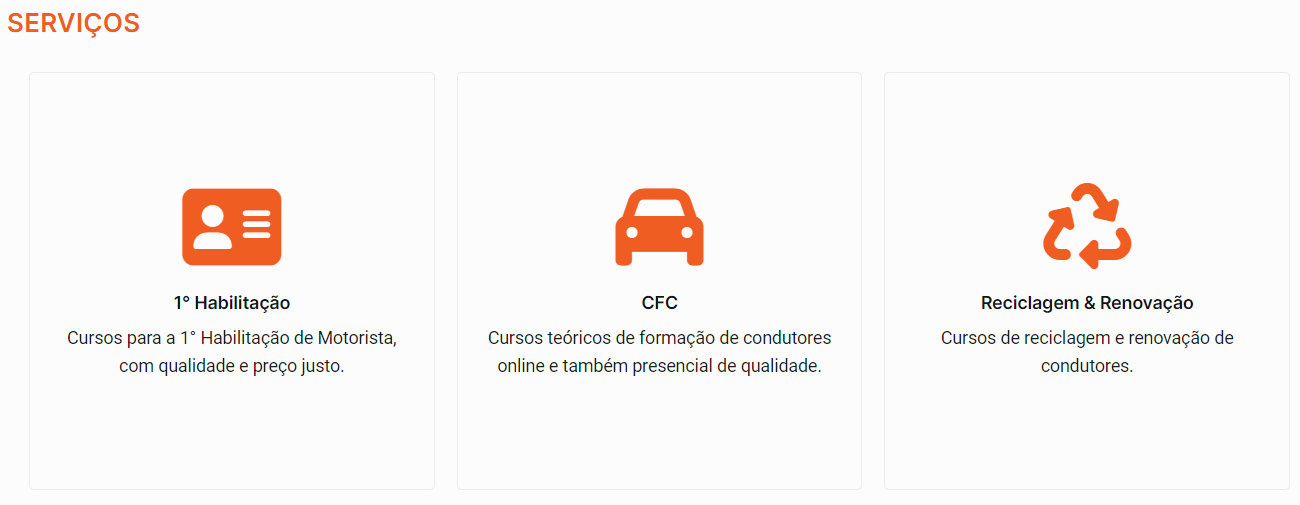 SERVIÇOS
1° Habilitação
Cursos para a 1° Habilitação de Motorista,
com qualidade e preço justo.
CFC
Cursos teóricos de formação de condutores
online e também presencial de qualidade.
Reciclagem & Renovação
Cursos de reciclagem e renovação de
condutores.